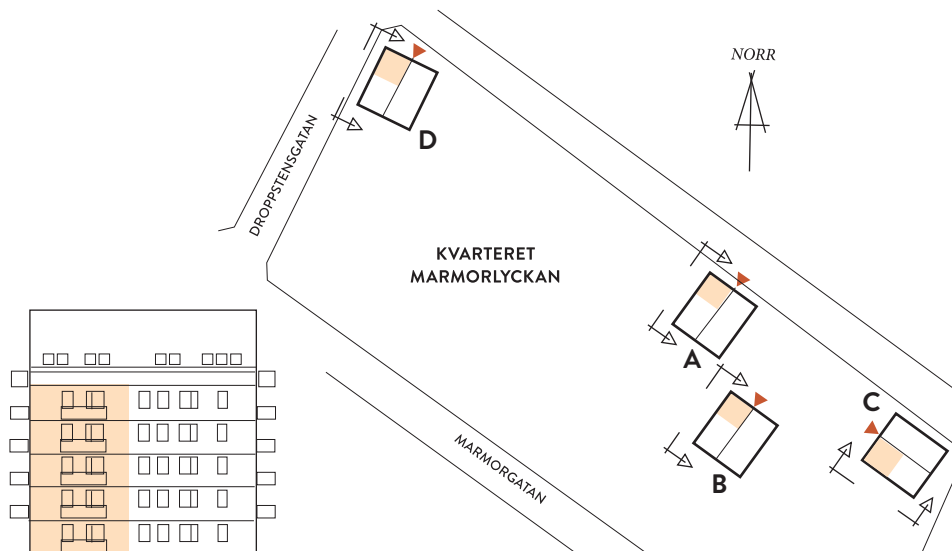 NORR
D
DROPPSTENSGATAN
KVARTERET
MARMORLYCKAN
A
C
B
MARMORGATAN